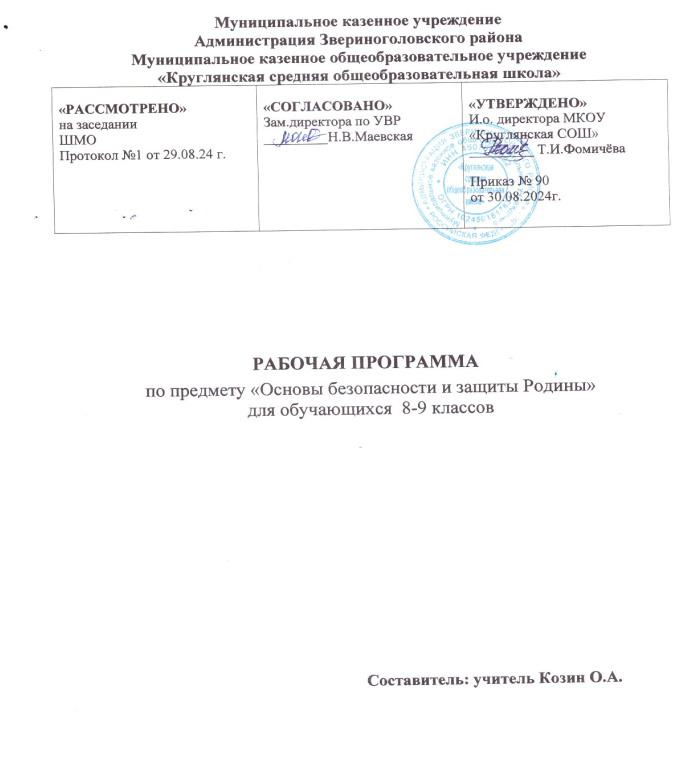 Муниципальное казенное учреждение
Администрация Звериноголовского района
Муниципальное казенное общеобразовательное учреждение
«Круглянская средняя общеобразовательная школа»
«РАССМОТРЕНО»
на заседании
ШМО
Протокол №1 от 29.08.24 г.
«СОГЛАСОВАНО»
Зам.директора по УВР
Н.В.Маевская
«УТВЕРЖДЕНО»
И.о. директора МКОУ
«Круглянская СОШ»
Т.И.Фомичёва
Приказ № 90
от 30.08.2024г.
РАБОЧАЯ ПРОГРАММА
по предмету «Основы безопасности и защиты Родины»
для обучающихся 8-9 классов
Составитель: учитель Козин О.А.